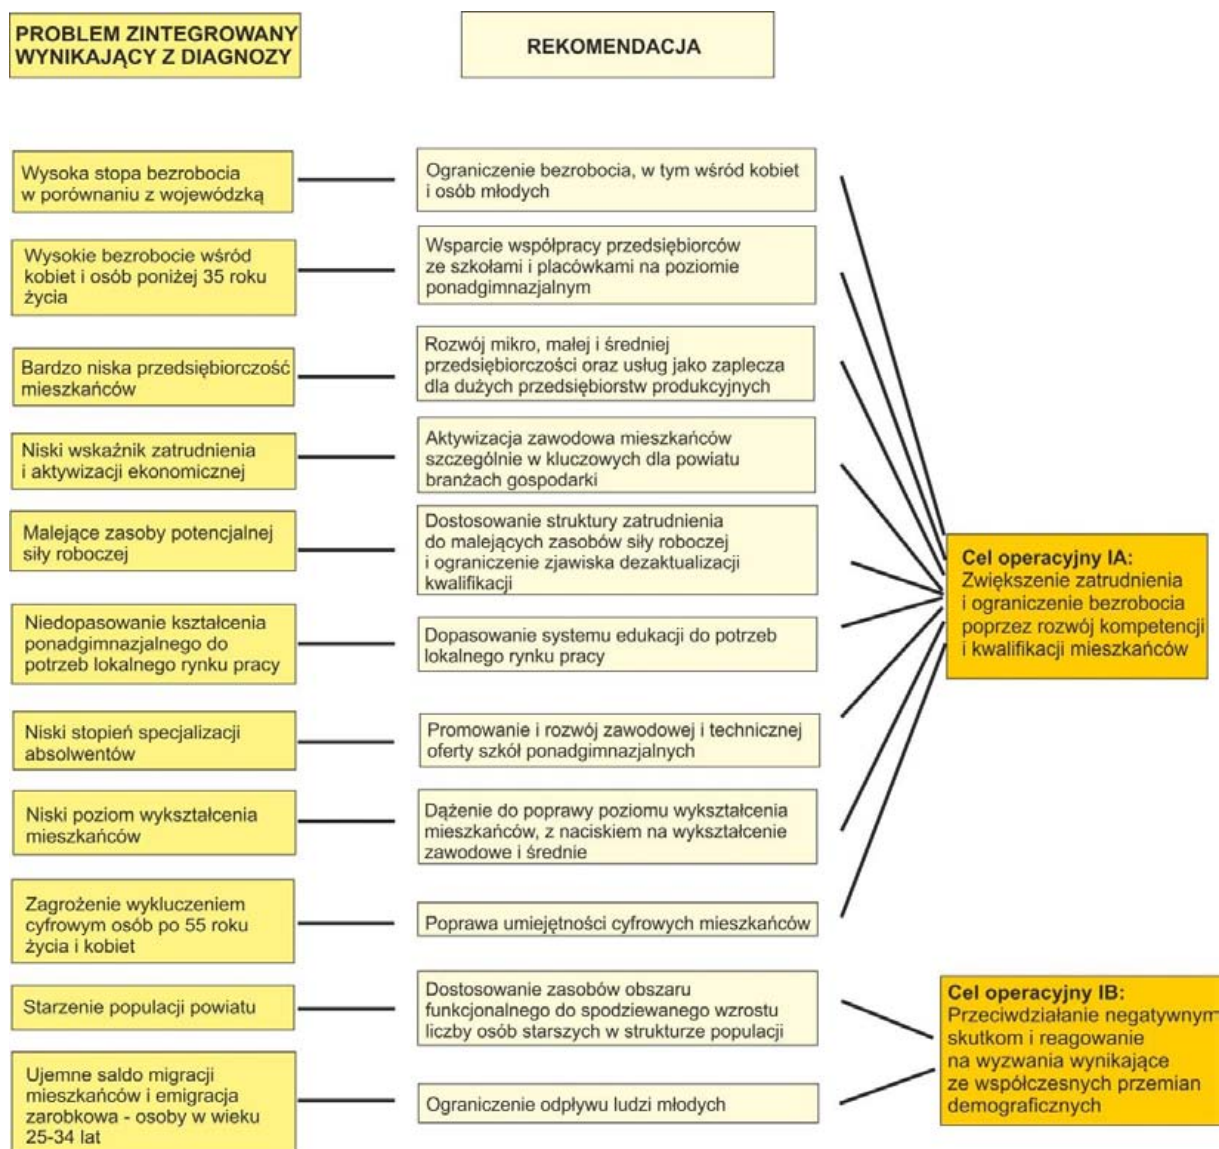 PROBLEM ZINTEGROWANY
WYNIKAJĄCY Z DIAGNOZY
REKOMENDACJA
Wysoka stopa bezrobocia
w porównaniu z wojewódzką
Ograniczenie bezrobocia, w tym wśród kobiet
i osób młodych
Wysokie bezrobocie wśród
kobiet i osób poniżej 35 roku
życia
Wsparcie współpracy przedsiębiorców
ze szkołami i placówkami na poziomie
ponadgimnazjalnym
Bardzo niska przedsiębiorczość
mieszkańców
Rozwój mikro, małej i średniej
przedsiębiorczości oraz usług jako zaplecza
dla dużych przedsiębiorstw produkcyjnych
Niski wskaźnik zatrudnienia
i aktywizacji ekonomicznej
Aktywizacja zawodowa mieszkańców
szczególnie w kluczowych dla powiatu
branżach gospodarki
Malejące zasoby potencjalnej
siły roboczej
Dostosowanie struktury zatrudnienia
do malejących zasobów siły roboczej
i ograniczenie zjawiska dezaktualizacji
kwalifikacji
Niedopasowanie kształcenia
ponadgimnazjalnego do
potrzeb lokalnego rynku pracy
Dopasowanie systemu edukacji do potrzeb
lokalnego rynku pracy
Niski stopień specjalizacji
absolwentów
Promowanie i rozwój zawodowej i technicznej
oferty szkół ponadgimnazjalnych
Niski poziom wykształcenia
mieszkańców
Dążenie do poprawy poziomu wykształcenia
mieszkańców, z naciskiem na wykształcenie
zawodowe i średnie
Zagrożenie wykluczeniem
cyfrowym osób po 55 roku
życia i kobiet
Poprawa umiejętności cyfrowych mieszkańców
Cel operacyjny IA:
Zwiększenie zatrudnienia
i ograniczenie bezrobocia
poprzez rozwój kompetencji
i kwalifikacji mieszkańców
Starzenie populacji powiatu
Dostosowanie zasobów obszaru
funkcjonalnego do spodziewanego wzrostu
liczby osób starszych w strukturze populacji
Ujemne saldo migracji
mieszkańców i emigracja
zarobkowa - osoby w wieku
25-34 lat
Ograniczenie odpływu ludzi młodych
Cel operacyjny IB:
Przeciwdziałanie negatywnym
skutkom i reagowanie
na wyzwania wynikające
ze współczesnych przemian
demograficznych